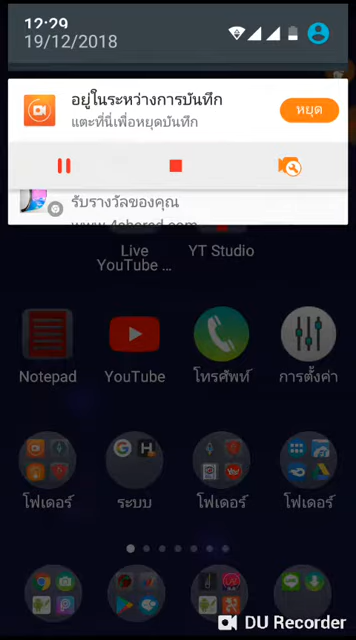 12:29
19/12/2018
อยู่ในระหว่างการบันทึก
หยุด
แตะที่นี่เพื่อหยุดบันทึก
รับรางวัลของคุณ
www.4shared.com
Live
YouTube ...
YT Studio
Notepad
YouTube
โทรศัพท์
การตั้งค่า
โฟเดอร์
ระบบ
โฟเดอร์
โฟเดอร์
DU Recorder